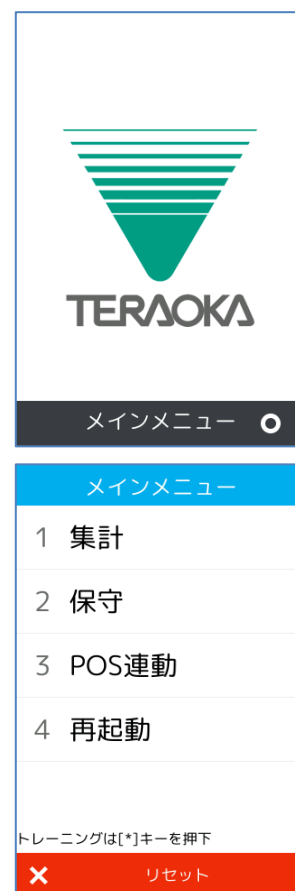 TERAOKA
メインメニュー
メインメニュー
1 集計
2 保守
3 POS連動
4 再起動
トレーニングは[*]キーを押下
リセット